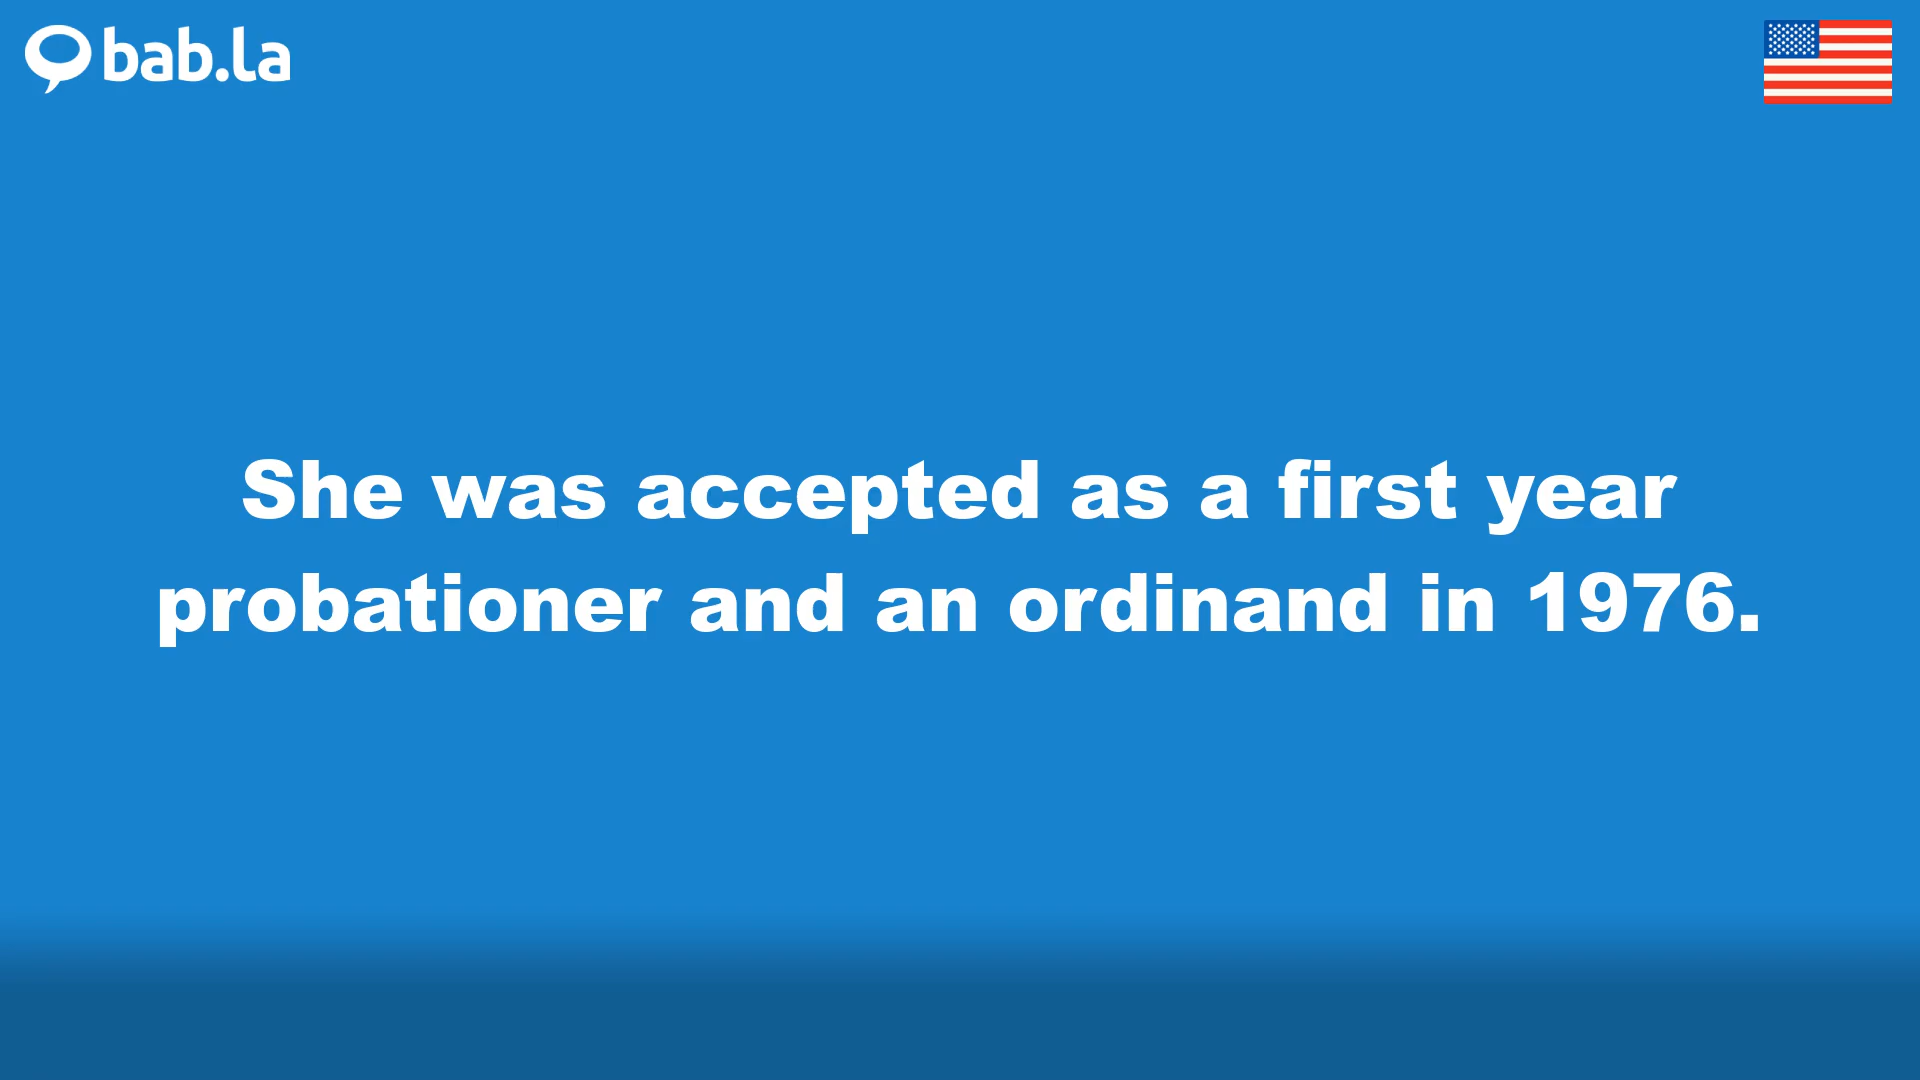 bab.la
She was accepted as a first year
probationer and an ordinand in 1976.